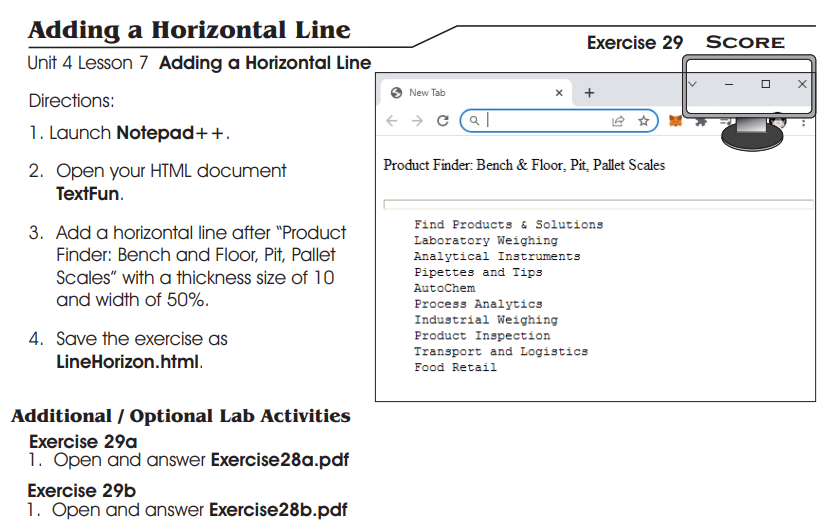 Adding a Horizontal Line
Exercise 29 SCORE
Unit 4 Lesson 7 Adding a Horizontal Line
Directions:
1. Launch Notepad++.
2. Open your HTML document
TextFun.
3. Add a horizontal line after “Product
Finder: Bench and Floor, Pit, Pallet
Scales” with a thickness size of 10
and width of 50%.
4. Save the exercise as
LineHorizon.html.
New Tab
Product Finder: Bench & Floor, Pit, Pallet Scales
Find Products & Solutions
Laboratory Weighing
Analytical Instruments
Pipettes and Tips
AutoChem
Process Analytics
Industrial Weighing
Product Inspection
Transport and Logistics
Food Retail
Additional / Optional Lab Activities
Exercise 29a
1. Open and answer Exercise28a.pdf
Exercise 29b
1. Open and answer Exercise28b.pdf